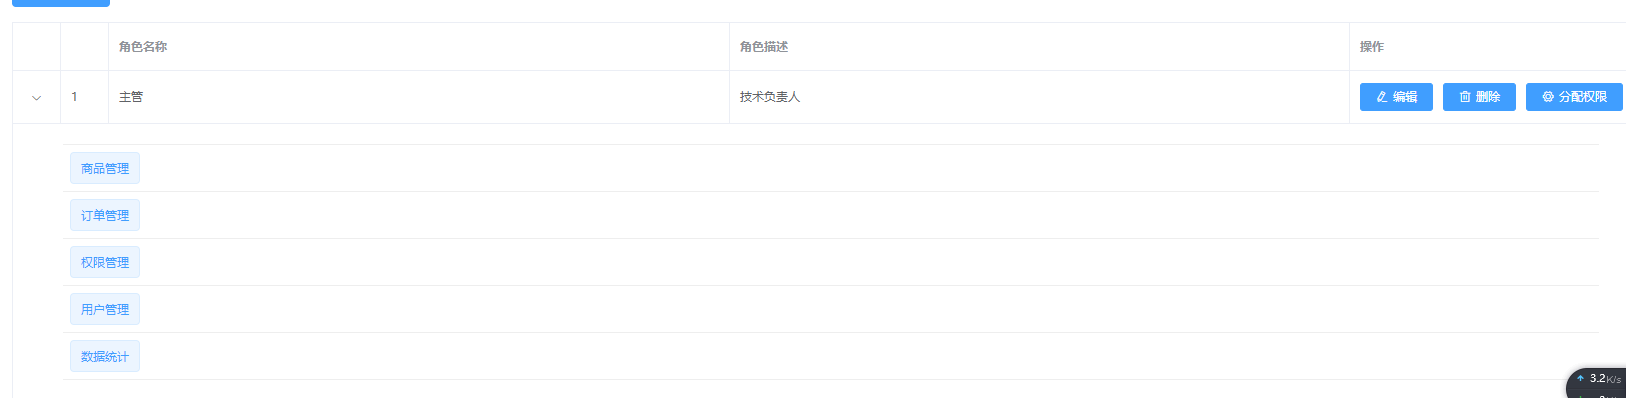 角色名称 角色描述 操作
1 主管 技术负责人 编辑 删除 分配权限
商品管理
订单管理
权限管理
用户管理
数据统计
3.2K/s